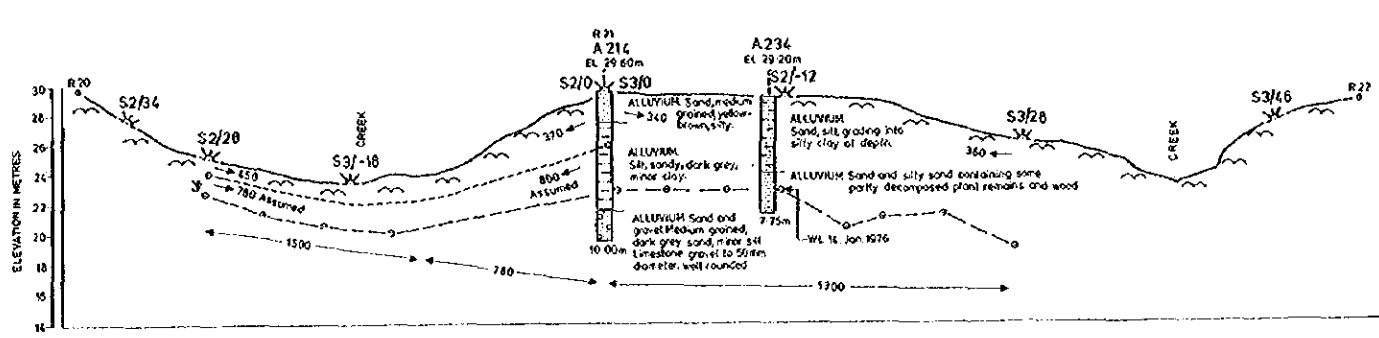 R21
A 214
EL 29.60m
A 234
EL 29.20m
R20
S2/0
S3/0
S2/-12
R22
S2/34
S2/20
CREEK
S3/-18
S3/28
S3/46
CREEK
ELEVATION IN METRES
30
28
26
24
22
20
18
16
14
ALLUVIUM Sand, medium
grained, yellow-
brown, silty.
370
340
ALLUVIUM
Silt, sandy, dark grey,
minor clay.
800
Assumed
ALLUVIUM
Sand, silt, grading into
silty clay at depth.
360
ALLUVIUM Sand and silty sand containing some
partly decomposed plant remains and wood
650
780 Assumed
ALLUVIUM Sand and
gravel Medium grained,
dark grey sand, minor silt
Limestone gravel to 50mm
diameter, well rounded
10.00m
7.75m
WL 16. Jan. 1976
1500
780